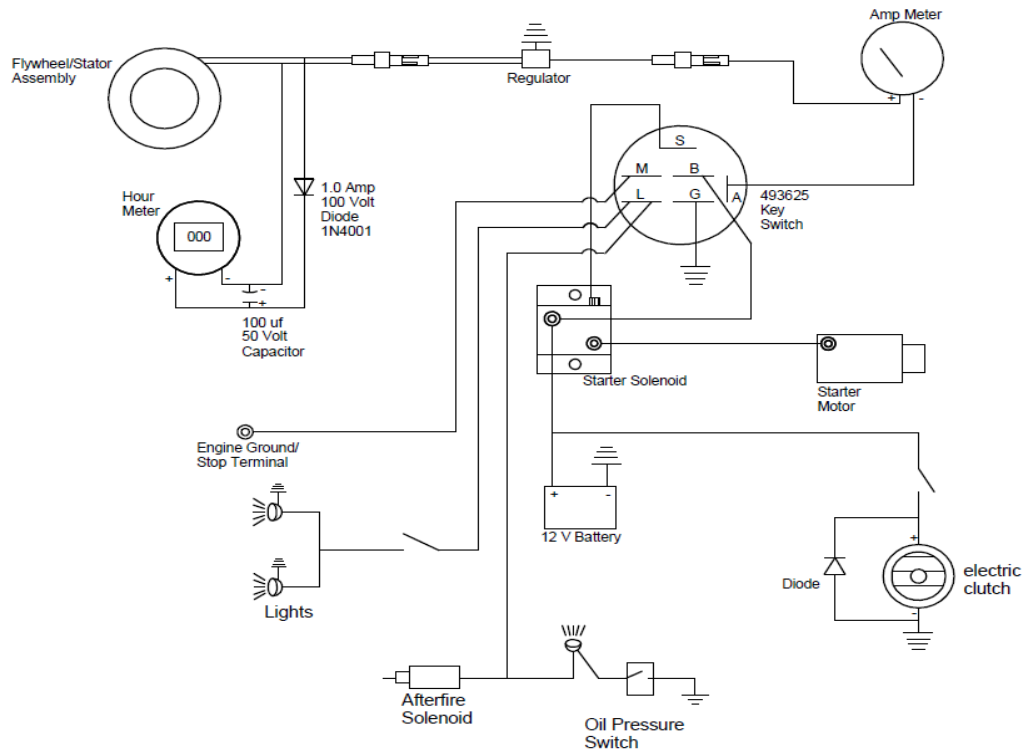 Amp Meter
Flywheel/Stator
Assembly
Regulator
+ -
S
M B
L G A
493625
Key
Switch
1.0 Amp
100 Volt
Diode
1N4001
Hour
Meter
000
+ -
-
+
100 uf
50 Volt
Capacitor
Starter Solenoid
Starter
Motor
Engine Ground/
Stop Terminal
+ -
12 V Battery
Lights
+
Diode
electric
clutch
-
Afterfire
Solenoid
Oil Pressure
Switch